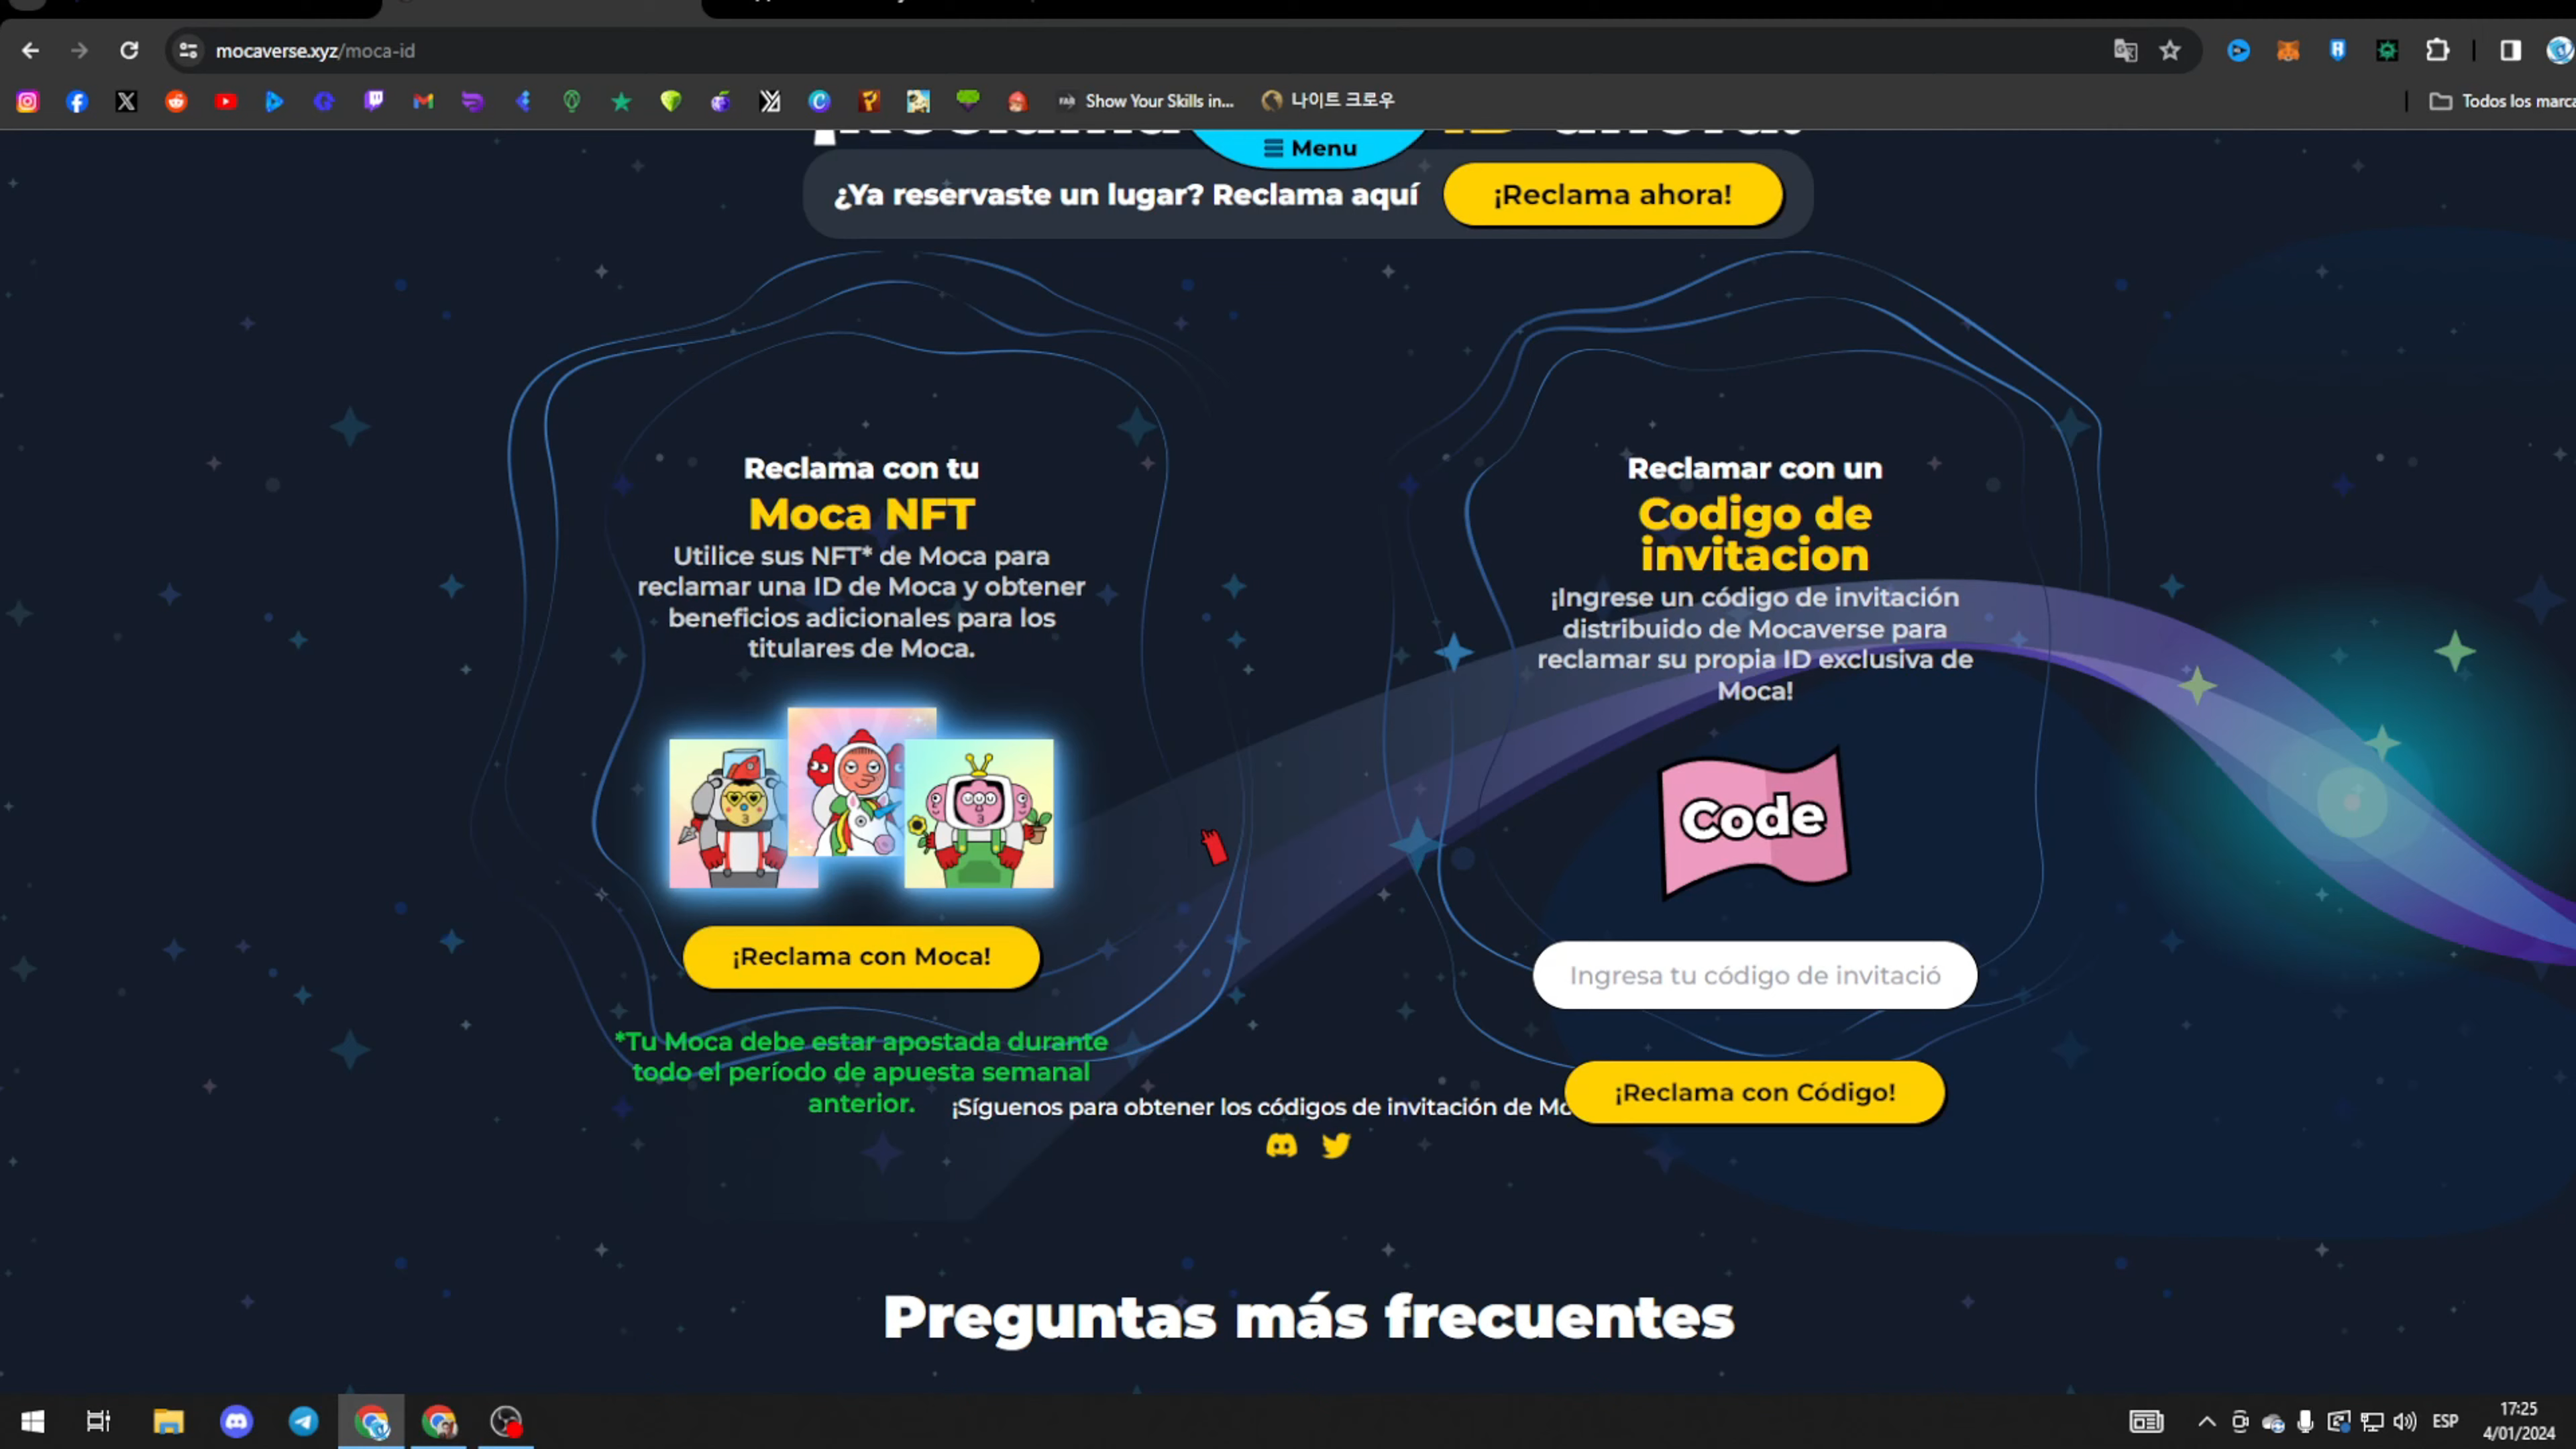 mocaverse.xyz/moca-id
Show Your Skills in...
나이트 크로우
Todos los marca
Menu
¿Ya reservaste un lugar? Reclama aquí
¡Reclama ahora!
Reclama con tu
Moca NFT
Utilice sus NFT* de Moca para
reclamar una ID de Moca y obtener
beneficios adicionales para los
titulares de Moca.
¡Reclama con Moca!
*Tu Moca debe estar apostada durante
todo el período de apuesta semanal
anterior.
Reclamar con un
Codigo de
invitacion
¡Ingrese un código de invitación
distribuido de Mocaverse para
reclamar su propia ID exclusiva de
Moca!
Code
Ingresa tu código de invitació
¡Reclama con Código!
¡Síguenos para obtener los códigos de invitación de Mo
Preguntas más frecuentes
ESP
17:25
4/01/2024